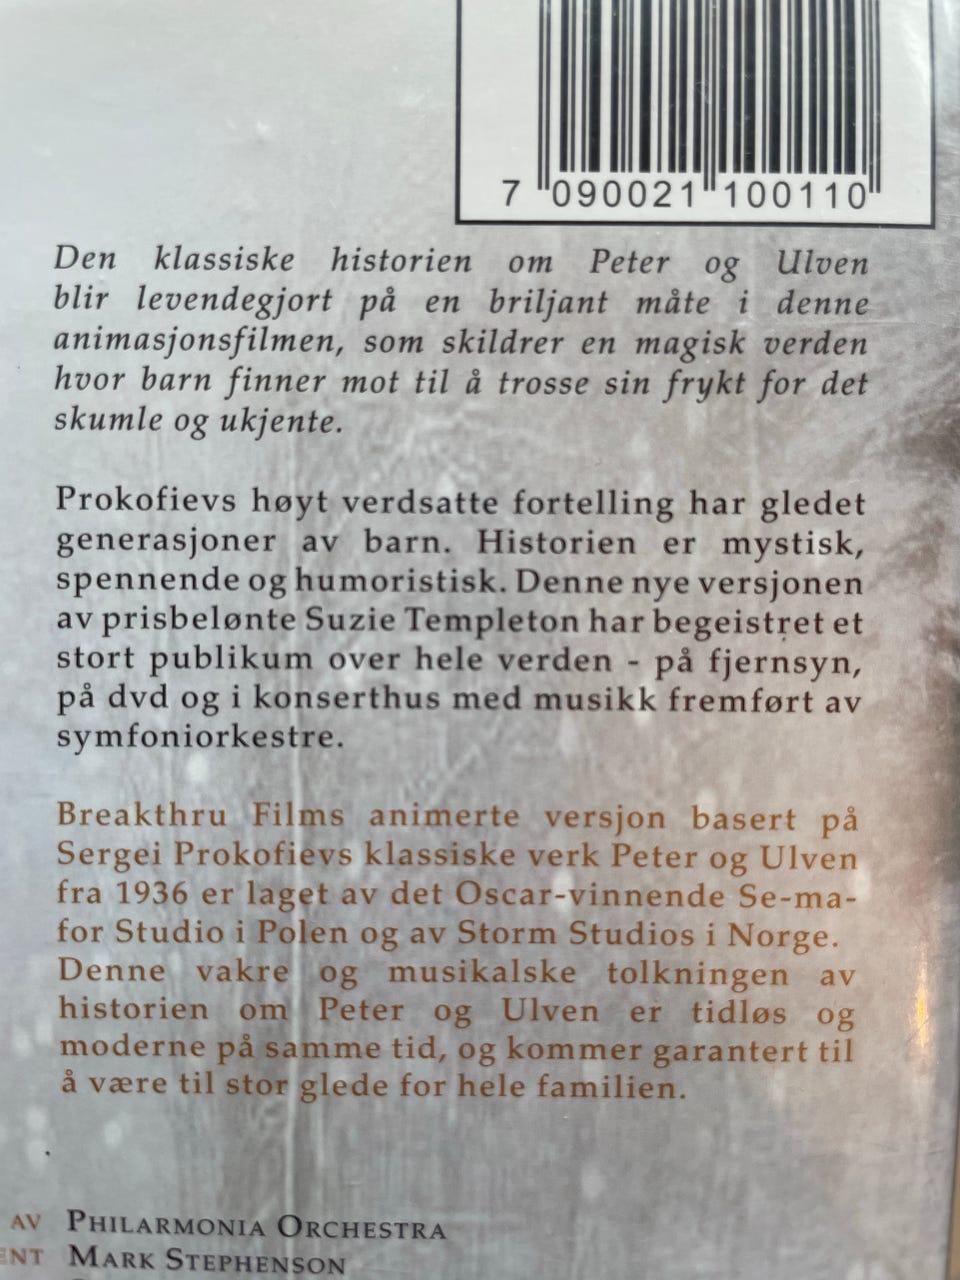 7 090021 100110
Den klassiske historien om Peter og Ulven
blir levendegjort på en briljant måte i denne
animasjonsfilmen, som skildrer en magisk verden
hvor barn finner mot til å trosse sin frykt for det
skumle og ukjente.
Prokofievs høyt verdsatte fortelling har gledet
generasjoner av barn. Historien er mystisk,
spennende og humoristisk. Denne nye versjonen
av prisbelønte Suzie Templeton har begeistret et
stort publikum over hele verden - på fjernsyn,
på dvd og i konserthus med musikk fremført av
symfoniorkestre.
Breakthru Films animerte versjon basert på
Sergei Prokofievs klassiske verk Peter og Ulven
fra 1936 er laget av det Oscar-vinnende Se-ma-
for Studio i Polen og av Storm Studios i Norge.
Denne vakre og musikalske tolkningen av
historien om Peter og Ulven er tidløs og
moderne på samme tid, og kommer garantert til
å være til stor glede for hele familien.
AV PHILARMONIA ORCHESTRA
ENT MARK STEPHENSON